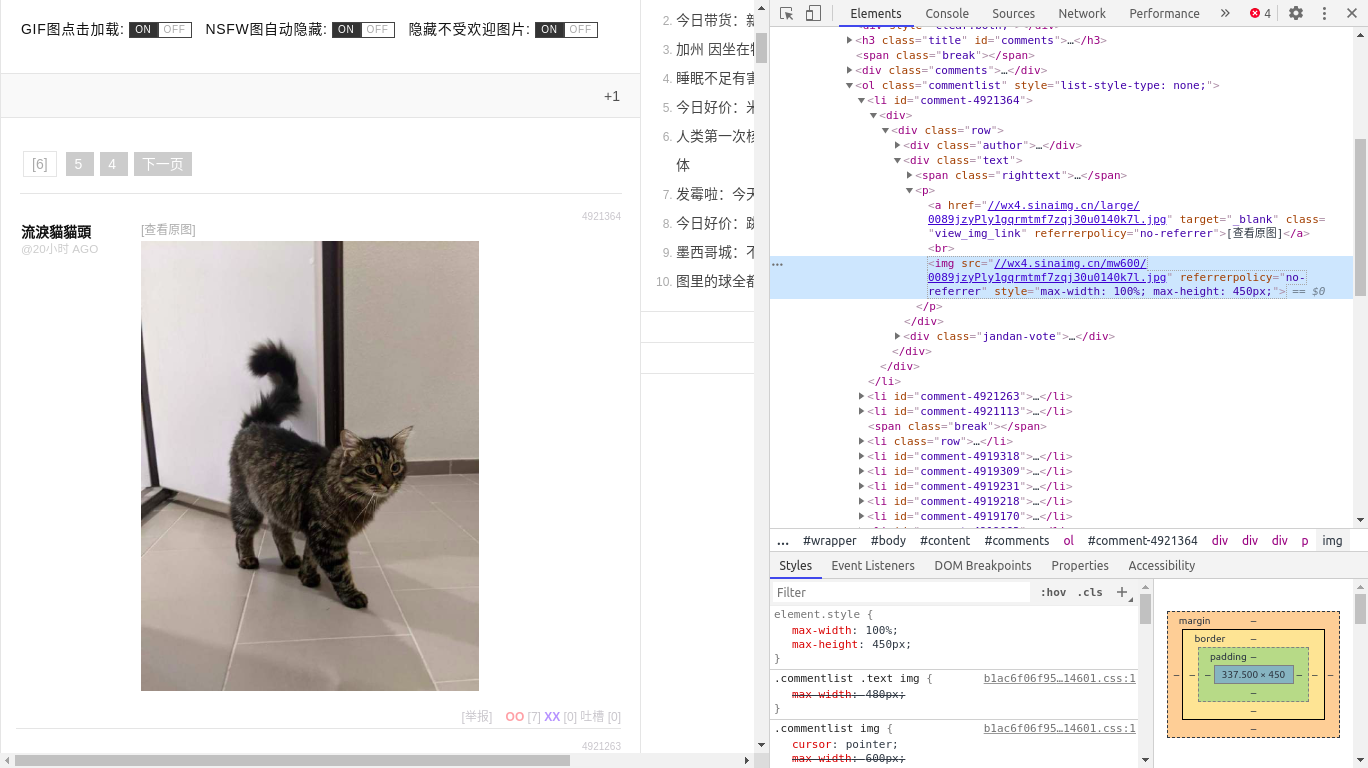 GIF图点击加载: ON OFF NSFW图自动隐藏: ON OFF 隐藏不受欢迎图片: ON OFF
+1
[6] 5 4 下一页
4921364
流淚貓貓頭
@20小时 AGO
[查看原图]
[举报] OO [7] XX [0] 吐槽 [0]
4921263
2. 今日带货：新
3. 加州 因坐在
4. 睡眠不足有害
5. 今日好价：米
6. 人类第一次核
体
7. 发霉啦：今天
8. 今日好价：跳
9. 墨西哥城：不
10. 图里的球全都
Elements Console Sources Network Performance » 4
<h3 class="title" id="comments">…</h3>
<span class="break"></span>
<div class="comments">…</div>
<ol class="commentlist" style="list-style-type: none;">
<li id="comment-4921364">
<div>
<div class="row">
<div class="author">…</div>
<div class="text">
<span class="righttext">…</span>
<p>
<a href="//wx4.sinaimg.cn/large/
0089jzyPly1gqrmtmf7zqj30u0140k7l.jpg" target="_blank" class=
"view_img_link" referrerpolicy="no-referrer">[查看原图]</a>
<br>
… <img src="//wx4.sinaimg.cn/mw600/
0089jzyPly1gqrmtmf7zqj30u0140k7l.jpg" referrerpolicy="no-
referrer" style="max-width: 100%; max-height: 450px;"> == $0
</p>
</div>
<div class="jandan-vote">…</div>
</div>
</div>
</li>
<li id="comment-4921263">…</li>
<li id="comment-4921113">…</li>
<span class="break"></span>
<li class="row">…</li>
<li id="comment-4919318">…</li>
<li id="comment-4919309">…</li>
<li id="comment-4919231">…</li>
<li id="comment-4919218">…</li>
<li id="comment-4919170">…</li>
... #wrapper #body #content #comments ol #comment-4921364 div div div p img
Styles Event Listeners DOM Breakpoints Properties Accessibility
Filter :hov .cls +
element.style {
max-width: 100%;
max-height: 450px;
}
.commentlist .text img { b1ac6f06f95…14601.css:1
max-width: 480px;
}
.commentlist img { b1ac6f06f95…14601.css:1
cursor: pointer;
max-width: 600px;
margin –
border –
padding –
– – – 337.500 × 450 – – –
–
–
–